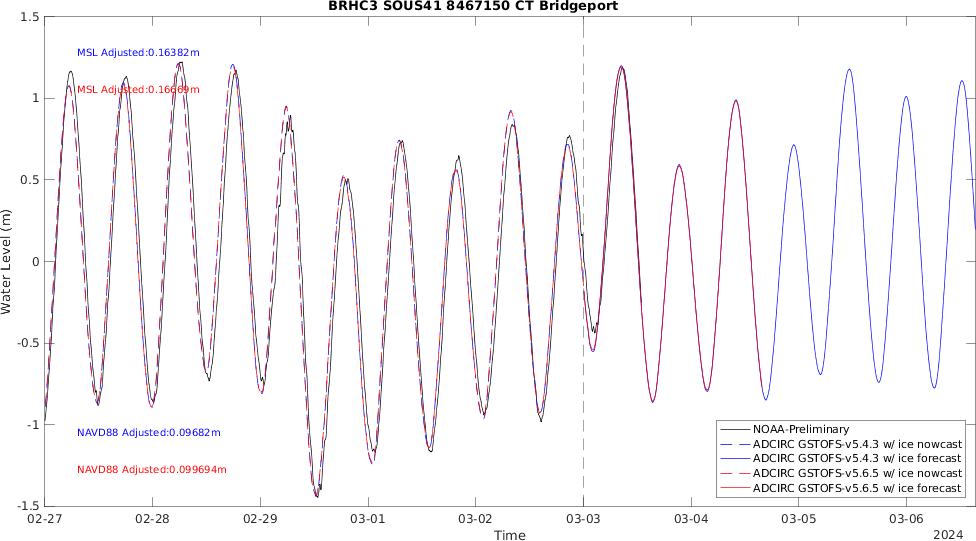 BRHC3 SOUS41 8467150 CT Bridgeport
1.5
1
0.5
0
-0.5
-1
-1.5
Water Level (m)
MSL Adjusted:0.16382m
MSL Adjusted:0.16669m
NAVD88 Adjusted:0.09682m
NAVD88 Adjusted:0.099694m
NOAA-Preliminary
ADCIRC GSTOFS-v5.4.3 w/ ice nowcast
ADCIRC GSTOFS-v5.4.3 w/ ice forecast
ADCIRC GSTOFS-v5.6.5 w/ ice nowcast
ADCIRC GSTOFS-v5.6.5 w/ ice forecast
02-27 02-28 02-29 03-01 03-02 03-03 03-04 03-05 03-06
Time
2024